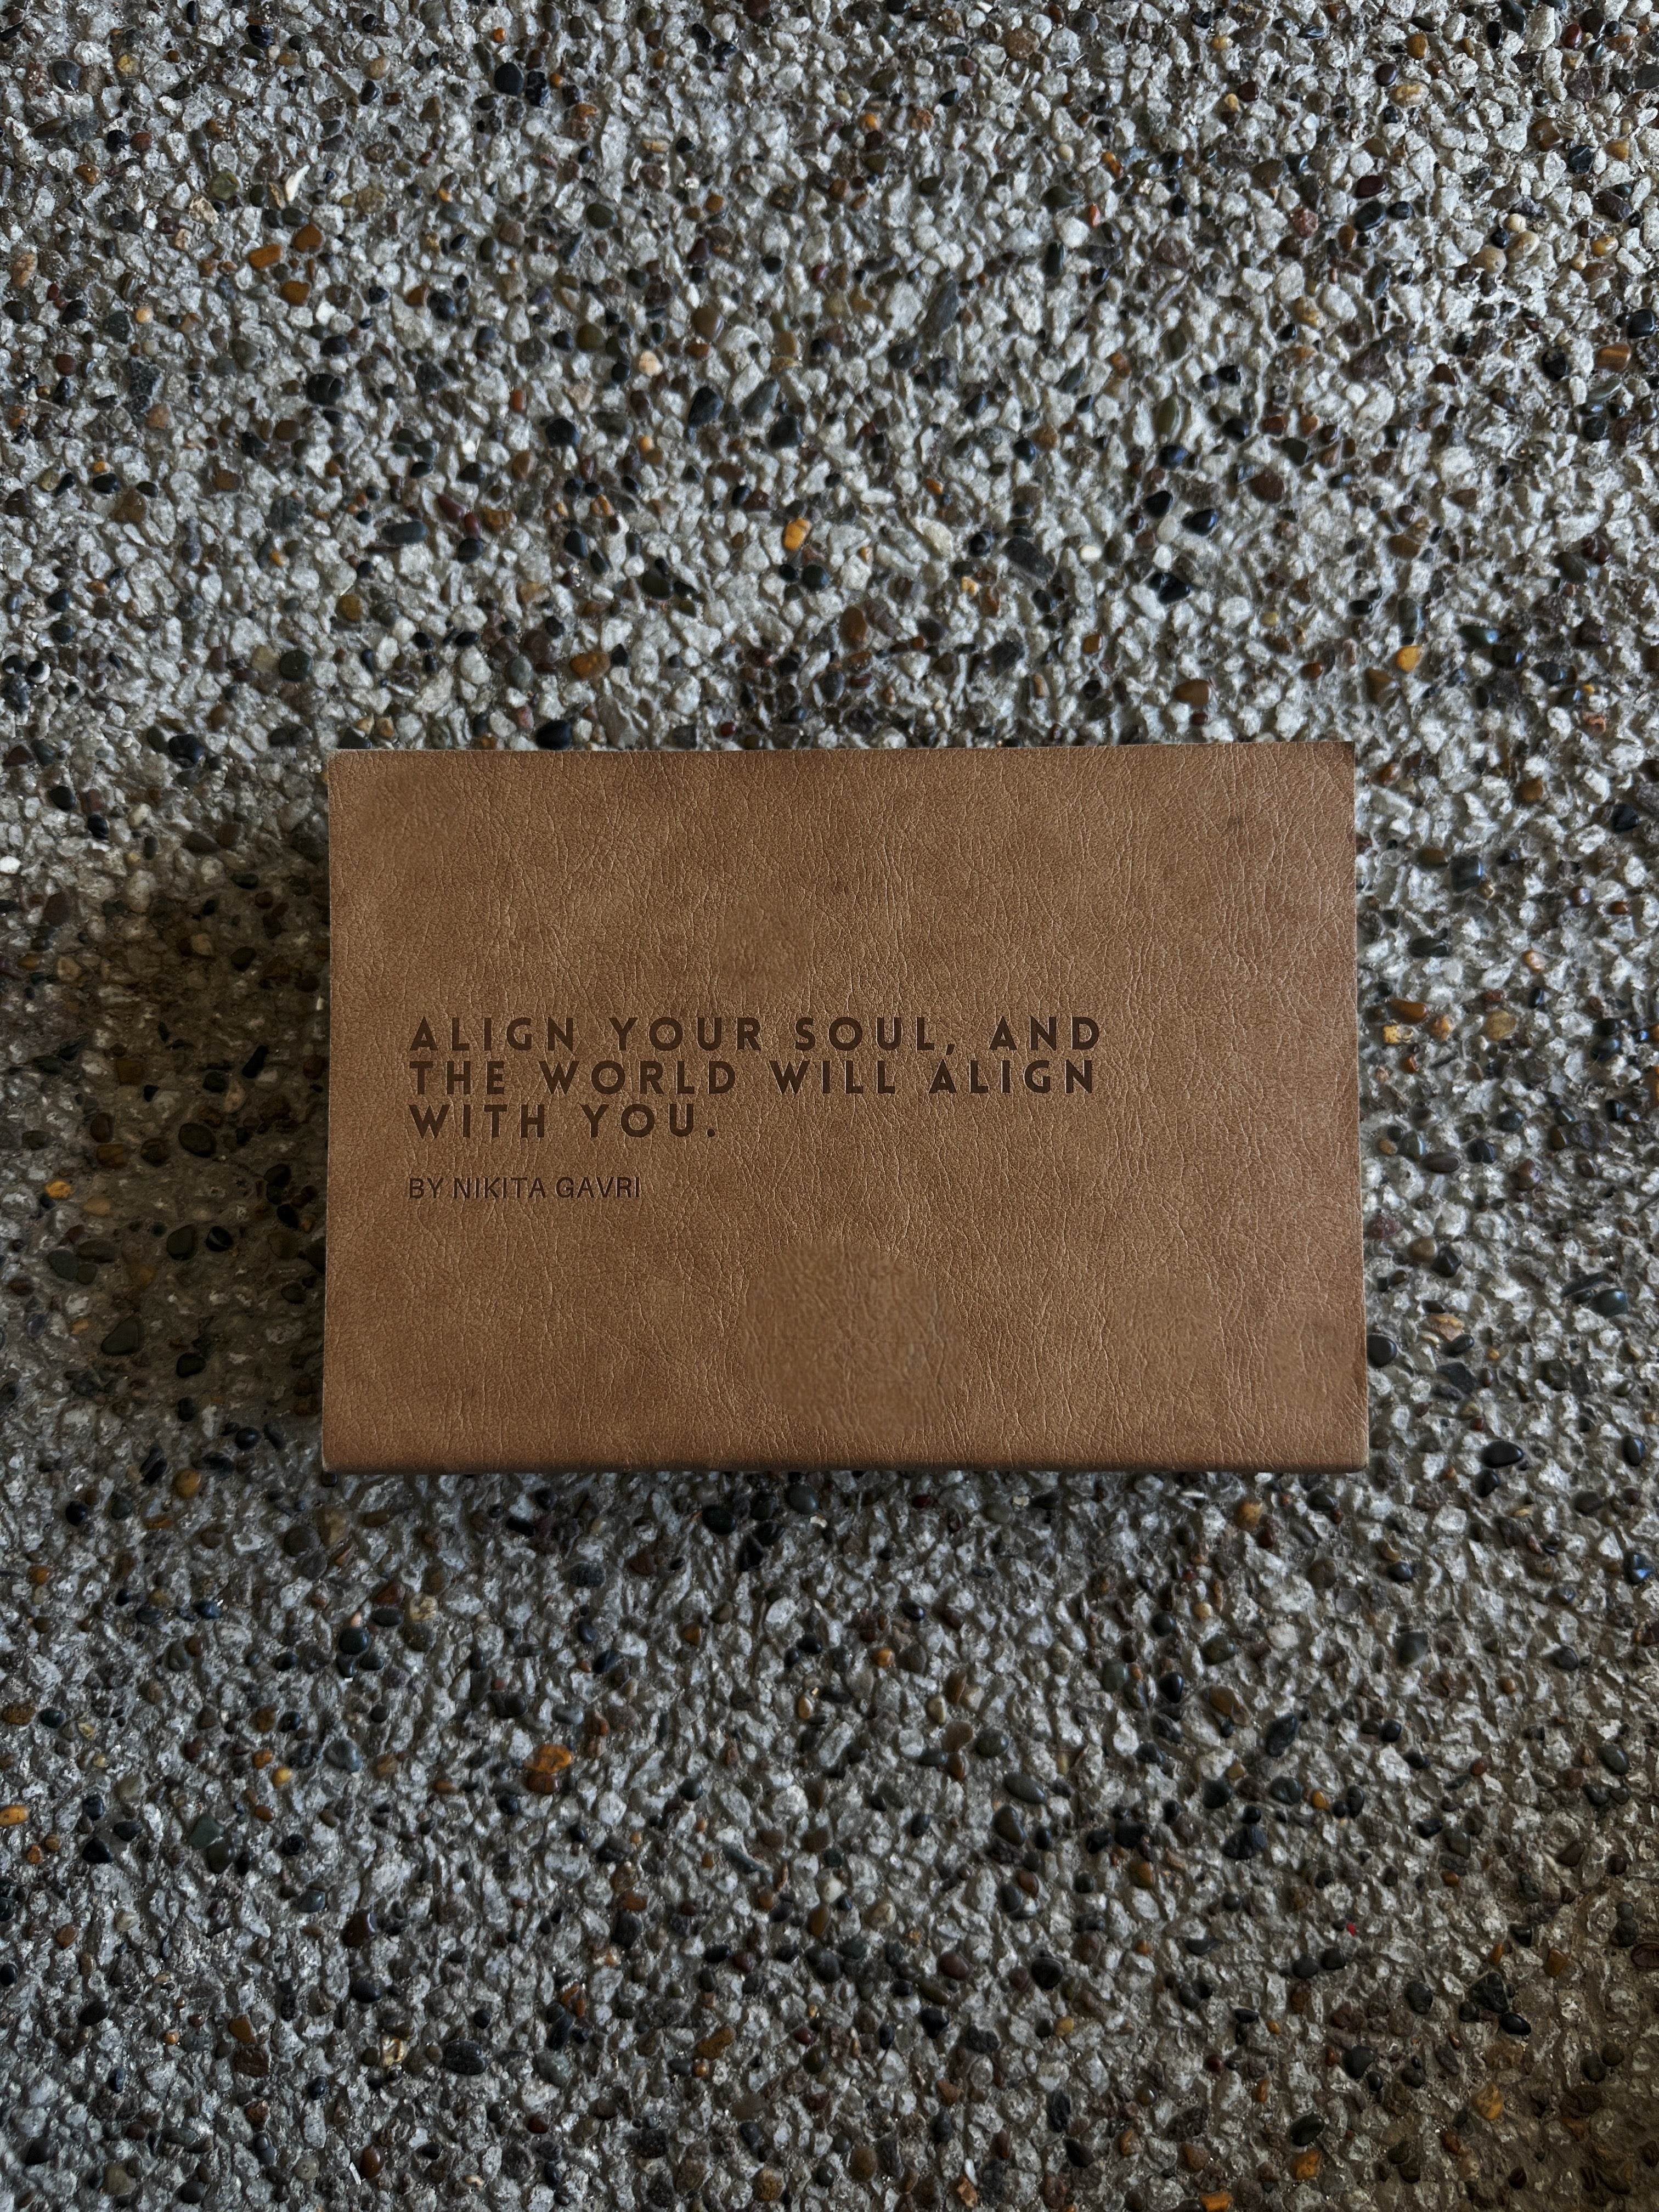 ALIGN YOUR SOUL, AND
THE WORLD WILL ALIGN
WITH YOU.
BY NIKITA GAVRI